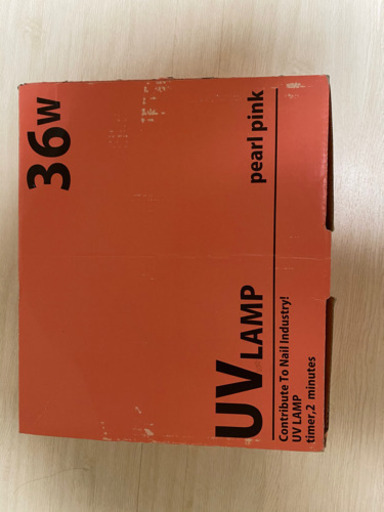 36W
UV LAMP pearl pink
Contribute To Nail Industry!
UV LAMP
timer,2 minutes